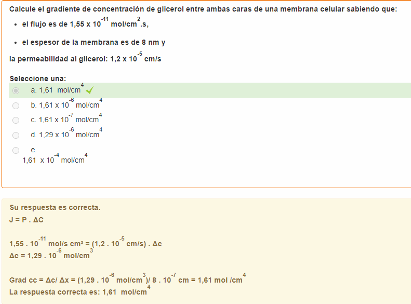 Calcule el gradiente de concentración de glicerol entre ambas caras de una membrana celular sabiendo que:
• el flujo es de 1,55 x 10⁻¹¹ mol/cm².s,
• el espesor de la membrana es de 8 nm y
la permeabilidad al glicerol: 1,2 x 10⁻⁵ cm/s
Seleccione una:
a. 1,61 mol/cm⁴ ✓
b. 1,61 x 10⁻⁶ mol/cm⁴
c. 1,61 x 10⁻⁷ mol/cm⁴
d. 1,29 x 10⁻⁶ mol/cm⁴
e.
1,61 x 10⁻⁴ mol/cm⁴
Su respuesta es correcta.
J = P . ΔC
1,55 . 10⁻¹¹ mol/s cm² = (1,2 . 10⁻⁵ cm/s) . Δc
Δc = 1,29 . 10⁻⁶ mol/cm³
Grad cc = Δc/ Δx = (1,29 . 10⁻⁶ mol/cm³)/ 8 . 10⁻⁷ cm = 1,61 mol /cm⁴
La respuesta correcta es: 1,61 mol/cm⁴